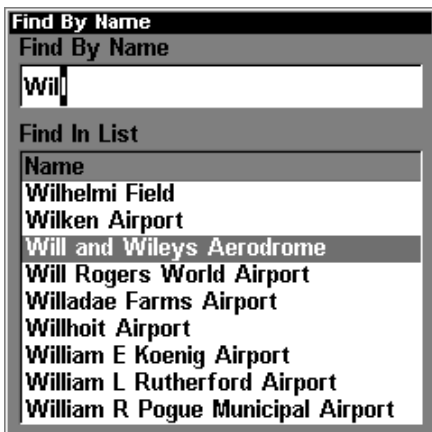 Find By Name
Find By Name
Will
Find In List
Name
Wilhelmi Field
Wilken Airport
Will and Wileys Aerodrome
Will Rogers World Airport
Willadae Farms Airport
Willhoit Airport
William E Koenig Airport
William L Rutherford Airport
William R Pogue Municipal Airport